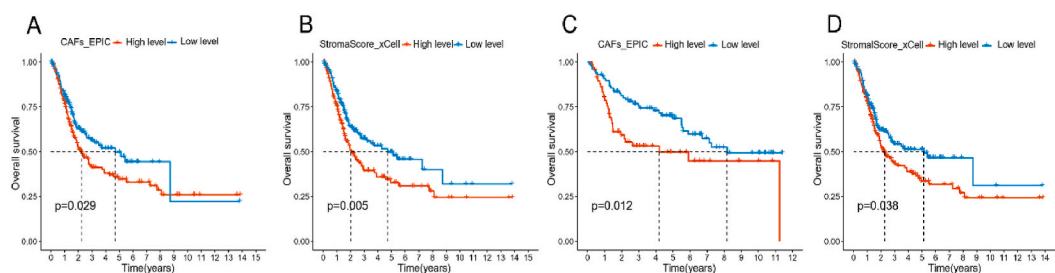 A
CAFs_EPIC High level Low level
Overall survival
1.00
0.75
0.50
0.25
0.00
p=0.029
0 1 2 3 4 5 6 7 8 9 10 11 12 13 14 15
Time(years)
B
StromaScore_xCell High level Low level
Overall survival
1.00
0.75
0.50
0.25
0.00
p=0.005
0 1 2 3 4 5 6 7 8 9 10 11 12 13 14
Time(years)
C
CAFs_EPIC High level Low level
Overall survival
1.00
0.75
0.50
0.25
0.00
p=0.012
0 1 2 3 4 5 6 7 8 9 10 11 12
Time(years)
D
StromalScore_xCell High level Low level
Overall survival
1.00
0.75
0.50
0.25
0.00
p=0.038
0 1 2 3 4 5 6 7 8 9 10 11 12 13 14
Time(years)